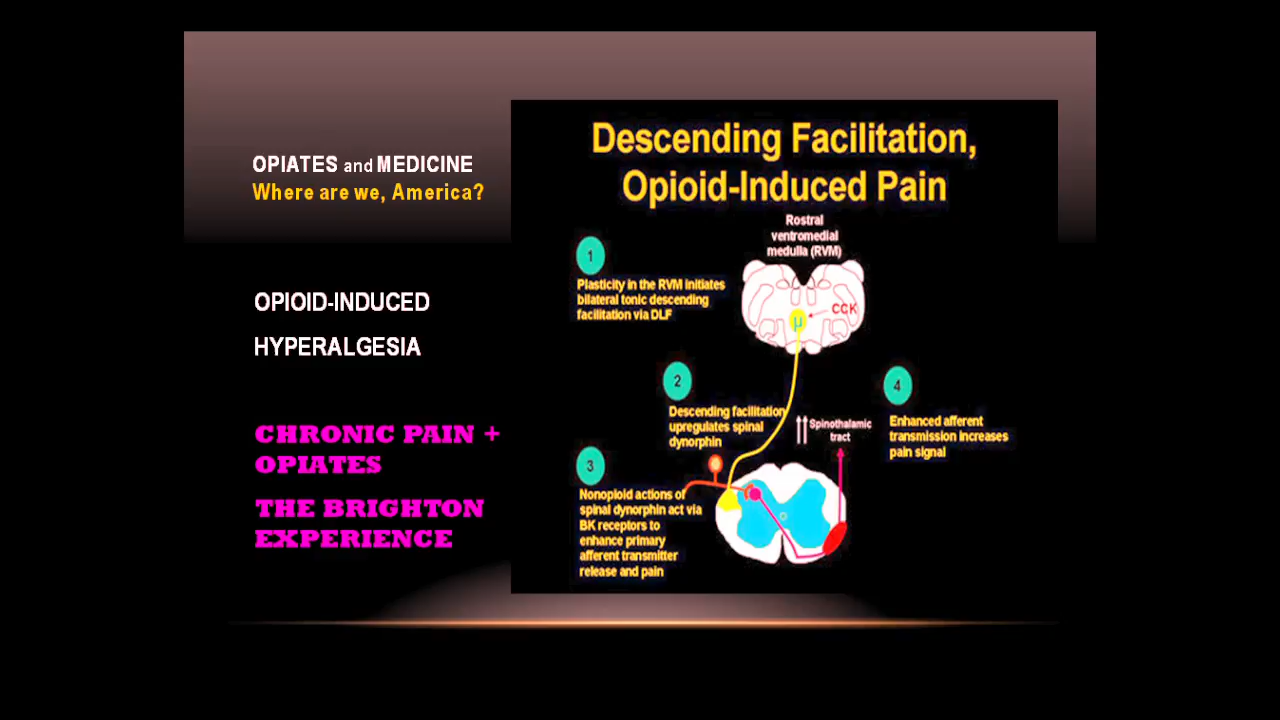 OPIATES and MEDICINE
Where are we, America?
OPIOID-INDUCED
HYPERALGESIA
CHRONIC PAIN +
OPIATES
THE BRIGHTON
EXPERIENCE
Descending Facilitation,
Opioid-Induced Pain
Rostral
ventromedial
medulla (RVM)
1
Plasticity in the RVM initiates
bilateral tonic descending
facilitation via DLF
CCK
µ
2
Descending facilitation
upregulates spinal
dynorphin
Spinothalamic
tract
4
Enhanced afferent
transmission increases
pain signal
3
Nonopioid actions of
spinal dynorphin act via
BK receptors to
enhance primary
afferent transmitter
release and pain